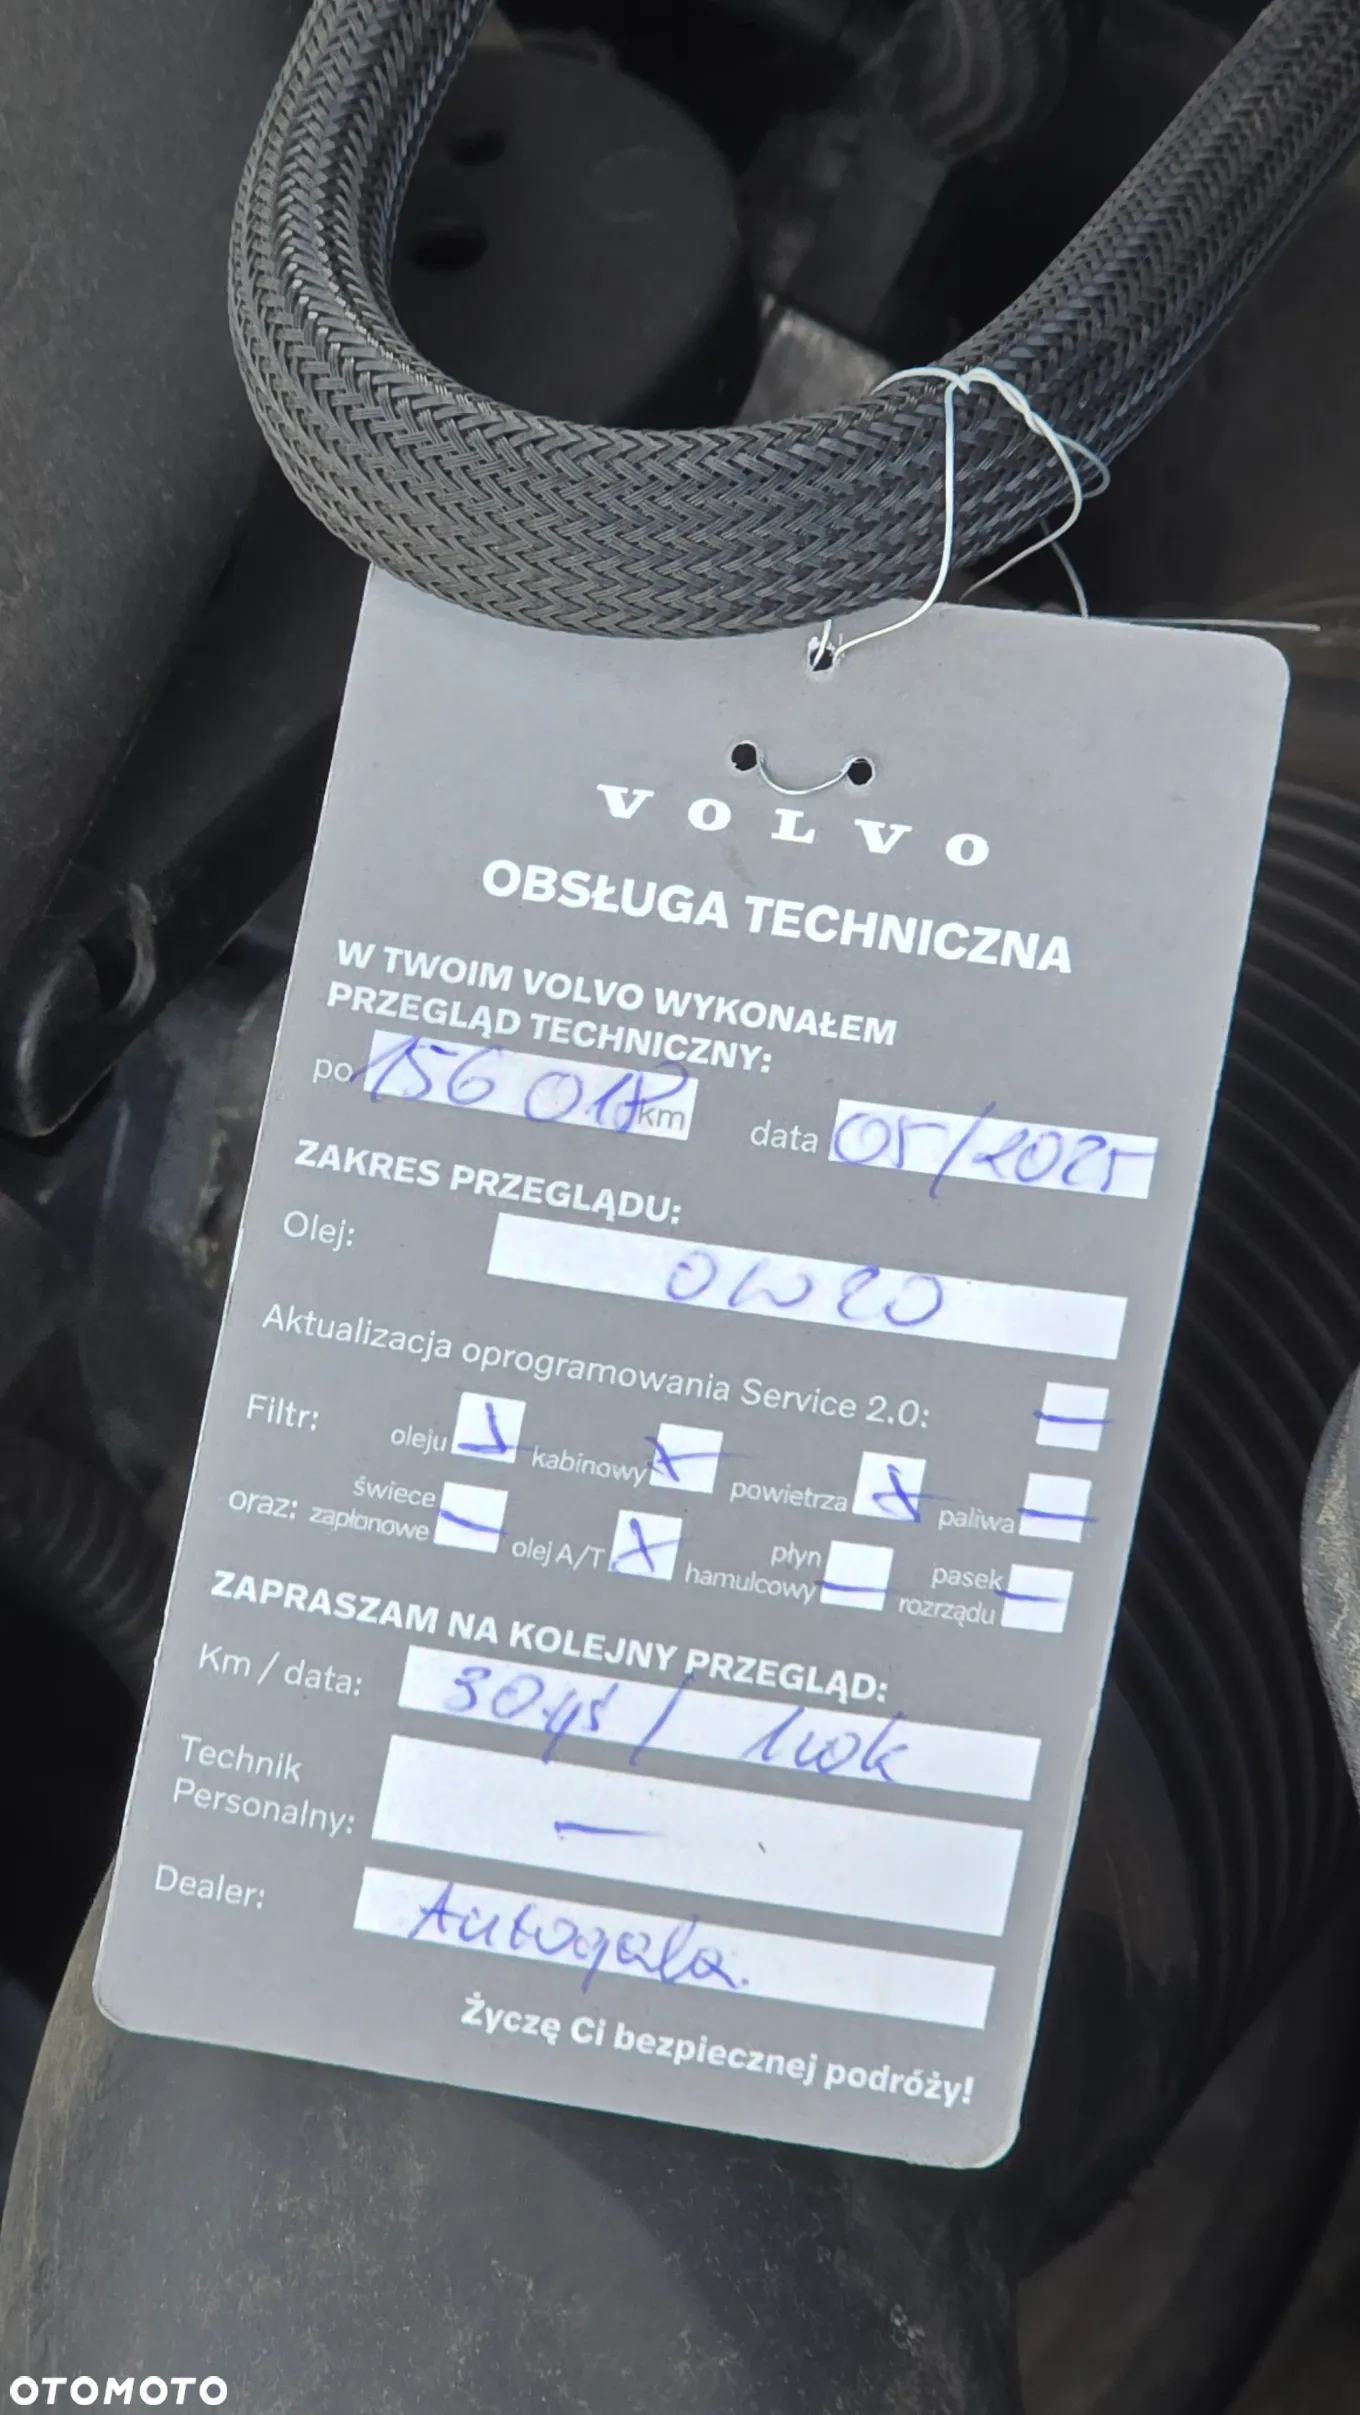 VOLVO
OBSŁUGA TECHNICZNA
W TWOIM VOLVO WYKONAŁEM
PRZEGLĄD TECHNICZNY:
po 156 018 km data 05/2025
ZAKRES PRZEGLĄDU:
Olej: 0W20
Aktualizacja oprogramowania Service 2.0: —
Filtr: oleju kabinowy powietrza paliwa —
oraz: świece zapłonowe — olej A/T X płyn hamulcowy — pasek rozrządu —
ZAPRASZAM NA KOLEJNY PRZEGLĄD:
Km / data: 30tyś / 1 rok
Technik Personalny: —
Dealer: Autogala.
Życzę Ci bezpiecznej podróży!
OTOMOTO